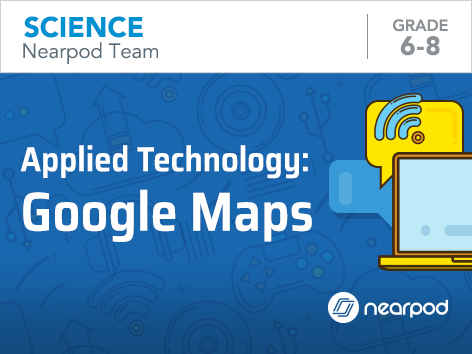 SCIENCE
Nearpod Team
GRADE
6-8
Applied Technology:
Google Maps
nearpod